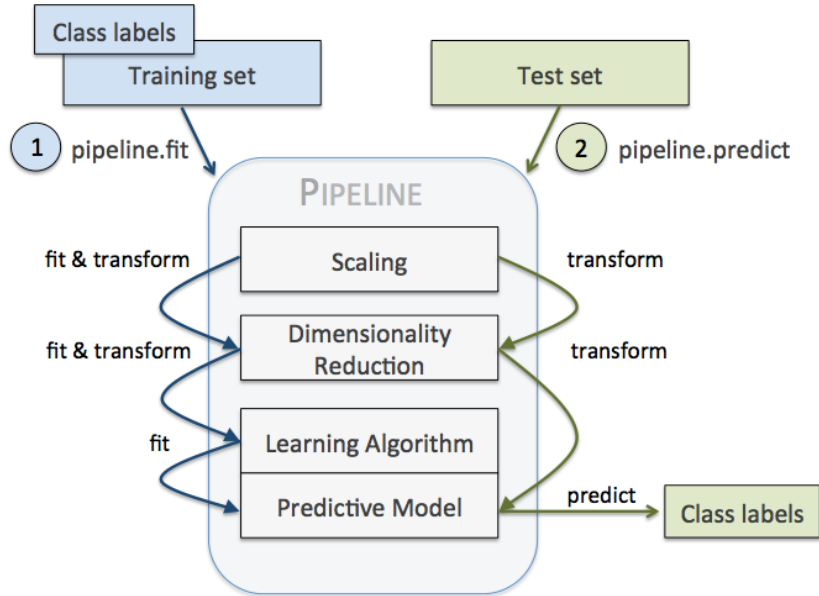 Class labels
Training set
Test set
1
pipeline.fit
2
pipeline.predict
PIPELINE
fit & transform
Scaling
transform
fit & transform
Dimensionality
Reduction
transform
fit
Learning Algorithm
Predictive Model
predict
Class labels